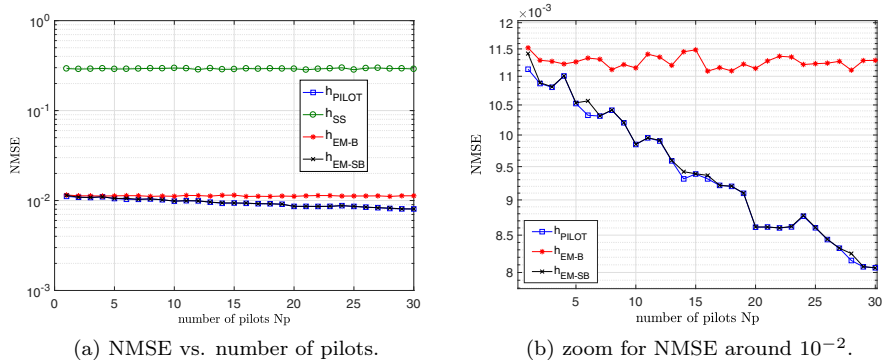 10^0
10^-1
10^-2
10^-3
NMSE
0 5 10 15 20 25 30
number of pilots Np
h_PILOT
h_SS
h_EM-B
h_EM-SB
(a) NMSE vs. number of pilots.
×10^-3
12
11.5
11
10.5
10
9.5
9
8.5
8
NMSE
5 10 15 20 25 30
number of pilots Np
h_PILOT
h_EM-B
h_EM-SB
(b) zoom for NMSE around 10^-2.